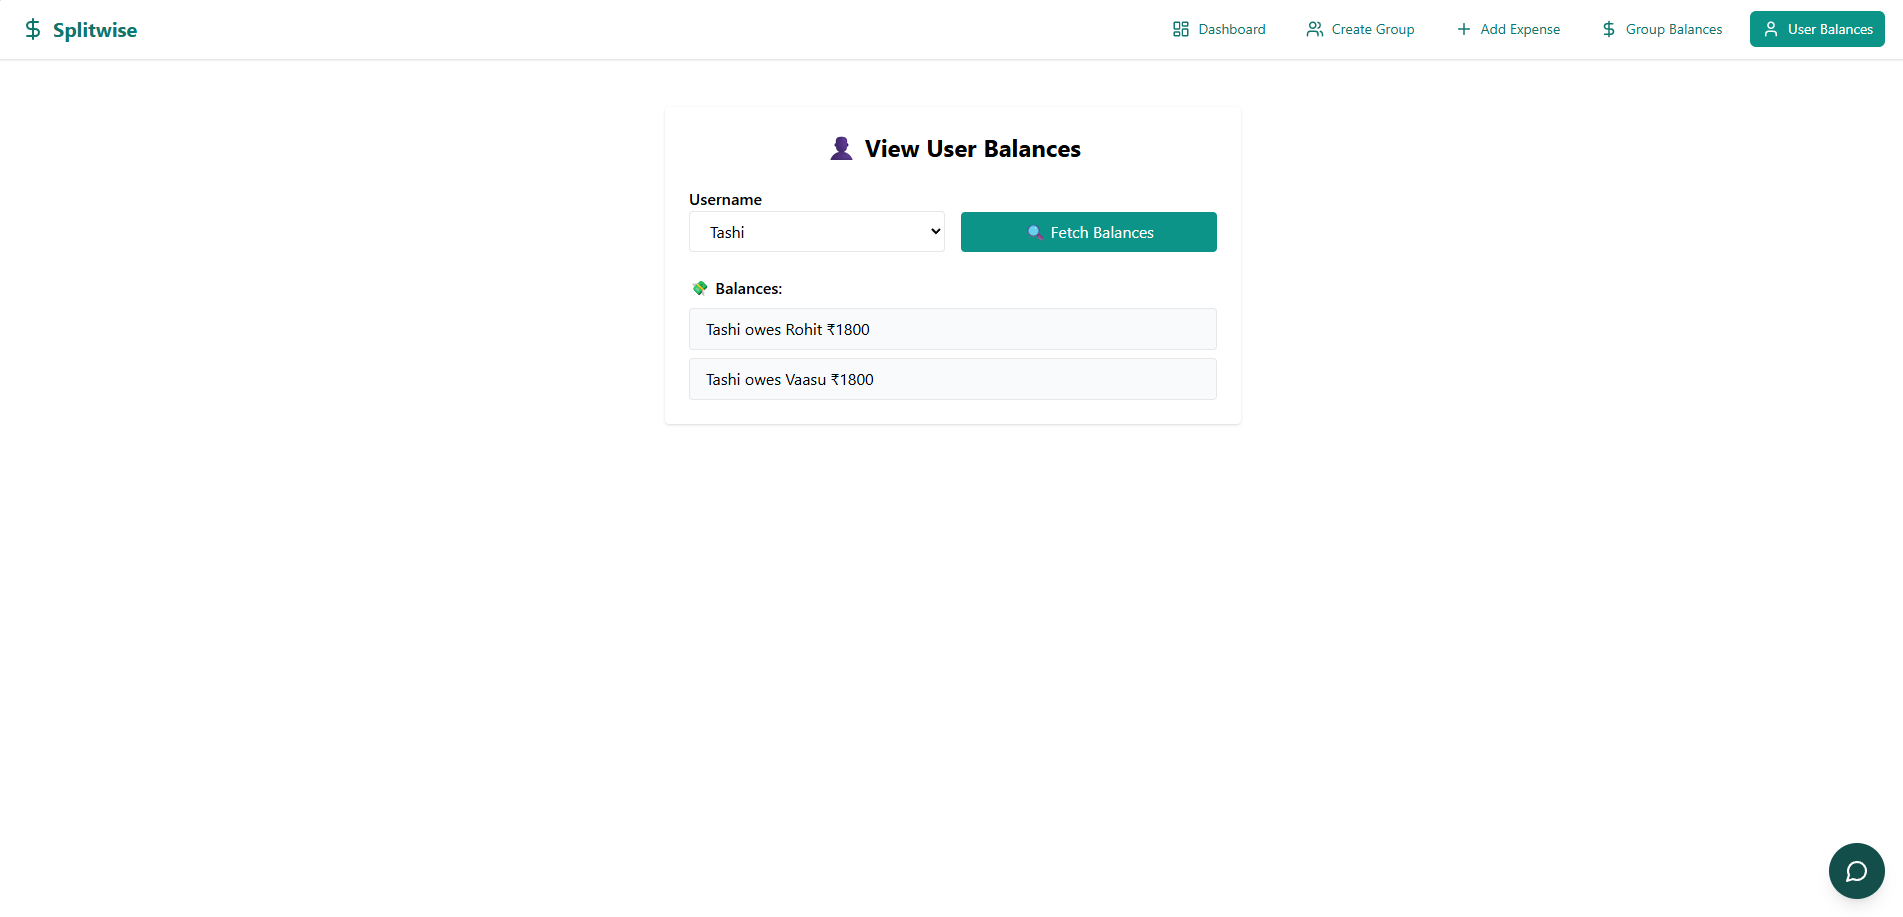 Splitwise
Dashboard
Create Group
Add Expense
Group Balances
User Balances
View User Balances
Username
Tashi
Fetch Balances
Balances:
Tashi owes Rohit ₹1800
Tashi owes Vaasu ₹1800